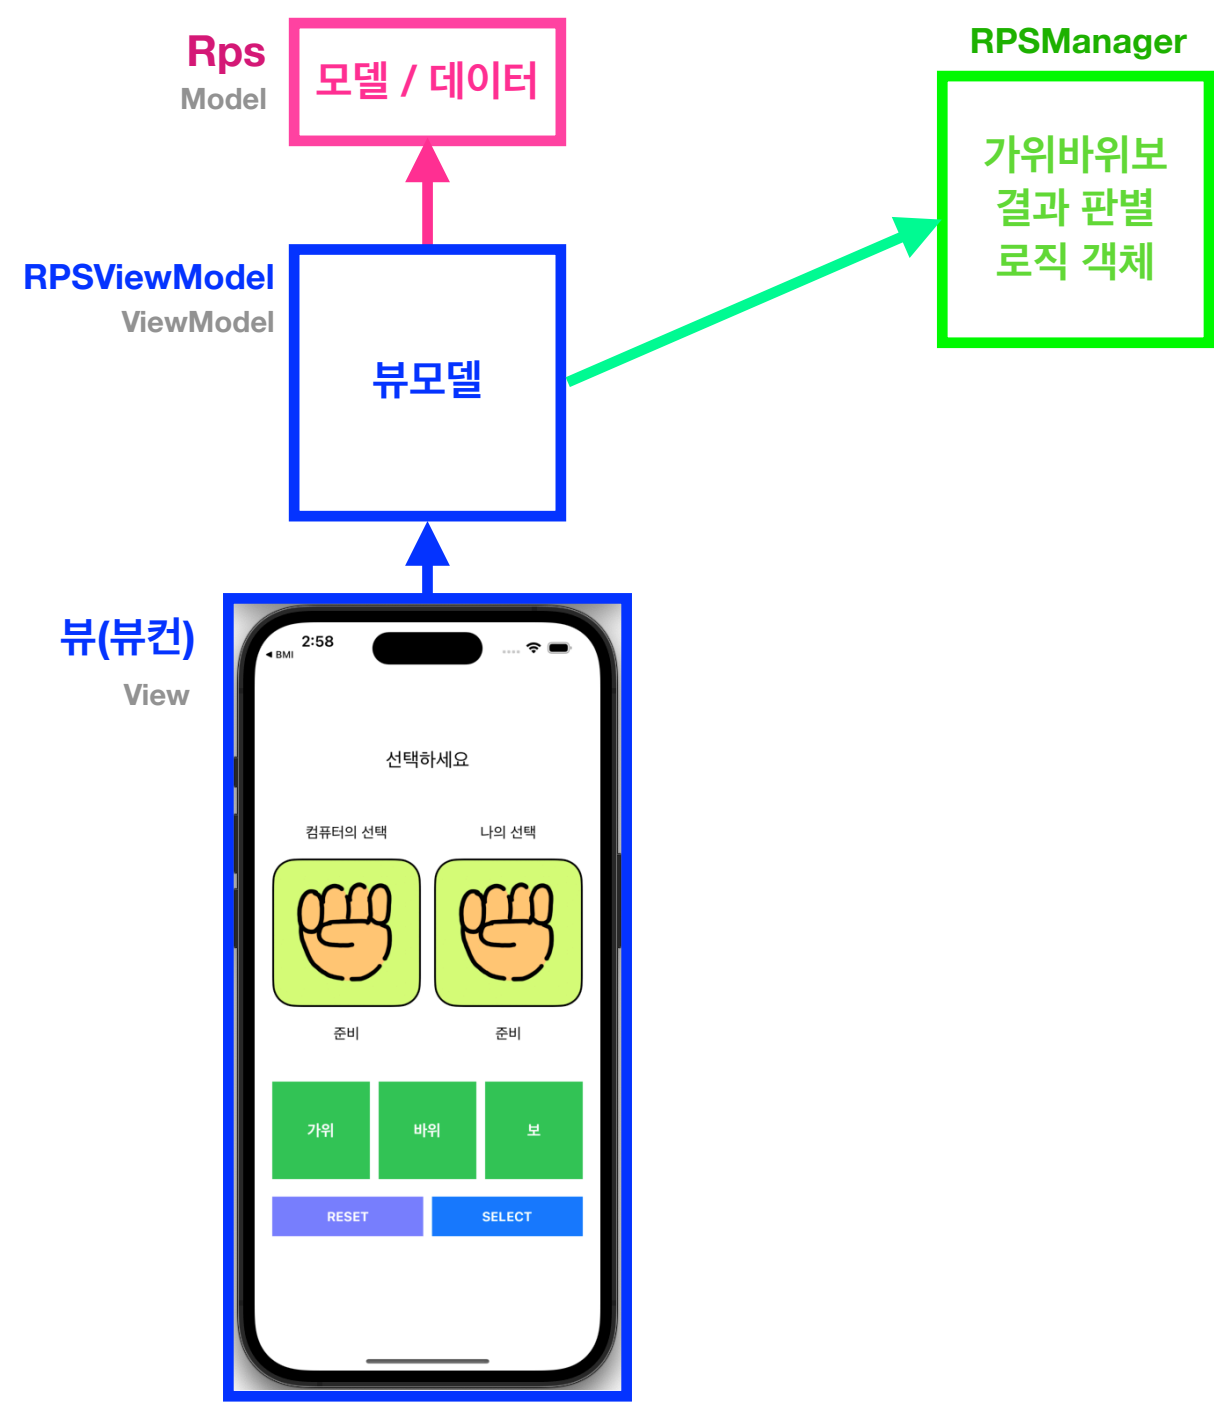 Rps
Model
모델 / 데이터
RPSManager
가위바위보
결과 판별
로직 객체
RPSViewModel
ViewModel
뷰모델
뷰(뷰컨)
View
2:58
◀ BMI
선택하세요
컴퓨터의 선택
나의 선택
준비
준비
가위
바위
보
RESET
SELECT